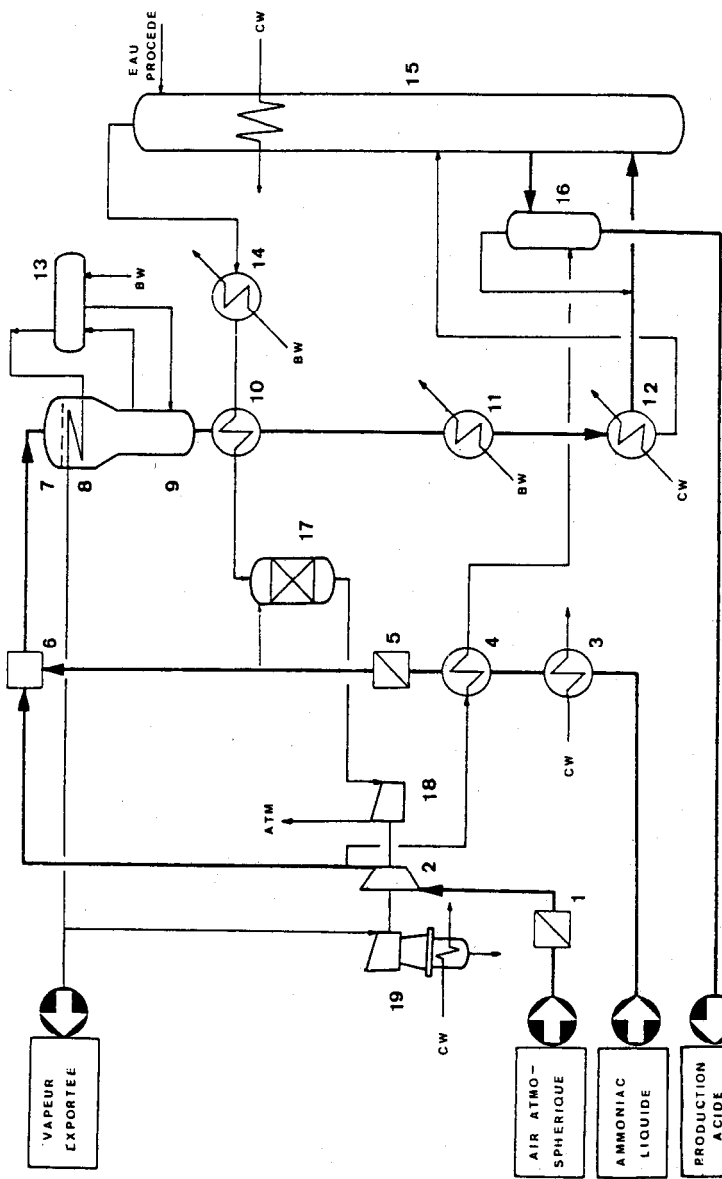 EAU
PROCEDE
CW
15
13
BW
14
BW
16
7
8
9
10
11
BW
12
CW
17
6
5
4
3
CW
ATM
18
2
1
19
CW
VAPEUR
EXPORTEE
AIR ATMO-
SPHERIQUE
AMMONIAC
LIQUIDE
PRODUCTION
ACIDE